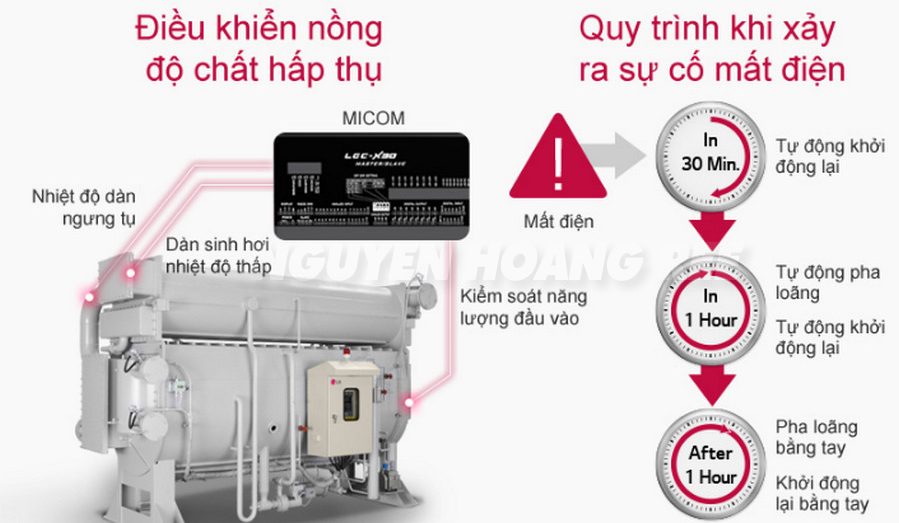 Điều khiển nồng
độ chất hấp thụ
MICOM
LGC-X30
MASTER/SLAVE
Nhiệt độ dàn
ngưng tụ
Dàn sinh hơi
nhiệt độ thấp
Kiểm soát năng
lượng đầu vào
LG
NGUYEN HOANG
Quy trình khi xảy
ra sự cố mất điện
Mất điện
In
30 Min.
Tự động khởi
động lại
In
1 Hour
Tự động pha
loãng
Tự động khởi
động lại
After
1 Hour
Pha loãng
bằng tay
Khởi động
lại bằng tay